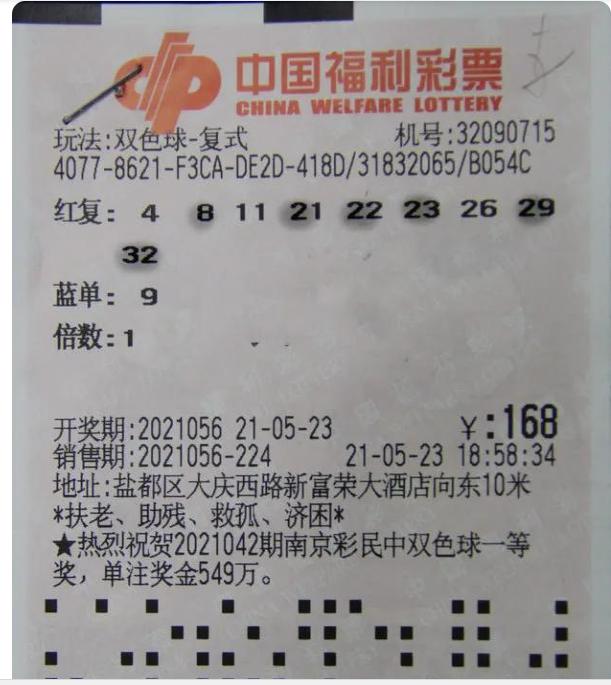 中国福利彩票
CHINA WELFARE LOTTERY
玩法:双色球-复式 机号:32090715
4077-8621-F3CA-DE2D-418D/31832065/B054C
红复: 4 8 11 21 22 23 26 29
32
蓝单: 9
倍数:1
开奖期:2021056 21-05-23 ¥:168
销售期:2021056-224 21-05-23 18:58:34
地址:盐都区大庆西路新富荣大酒店向东10米
*扶老、助残、救孤、济困*
★热烈祝贺2021042期南京彩民中双色球一等
奖，单注奖金549万。